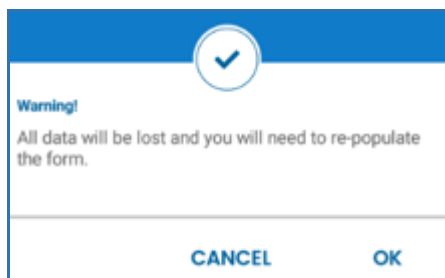 Warning!
All data will be lost and you will need to re-populate
the form.
CANCEL OK